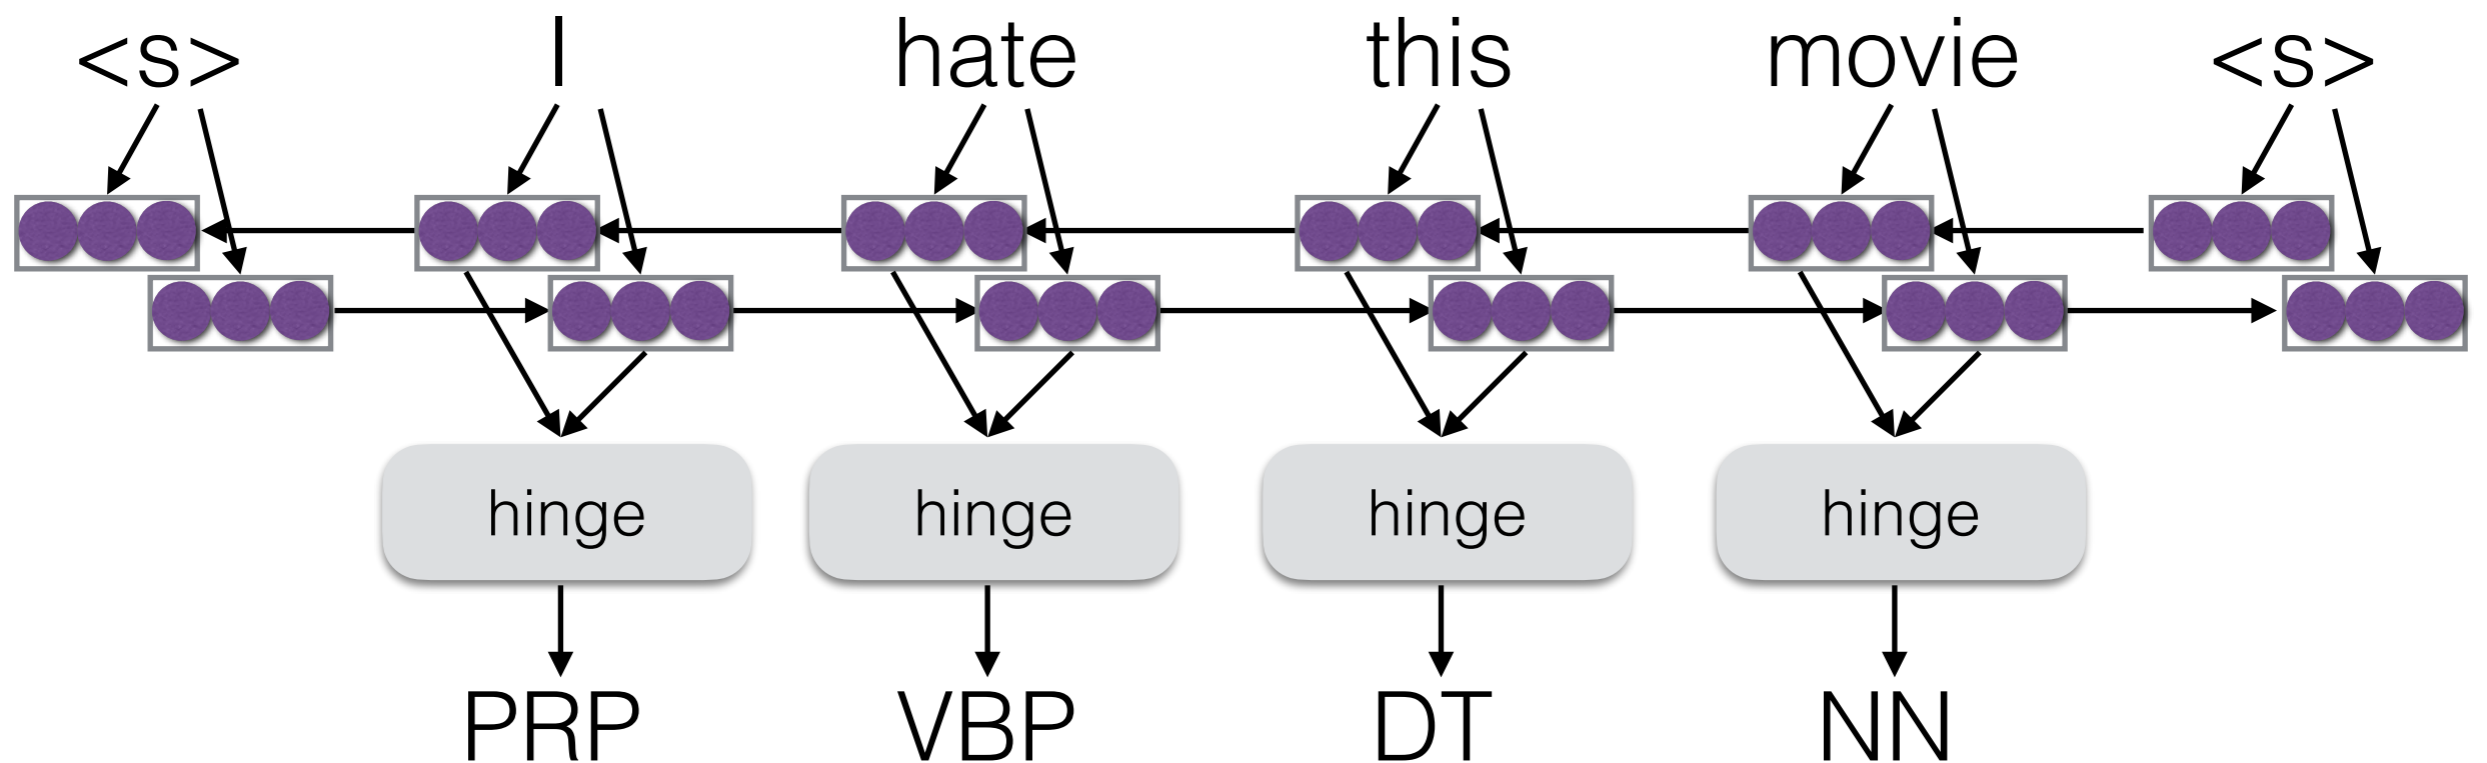 <s> I hate this movie <s>
hinge hinge hinge hinge
PRP VBP DT NN